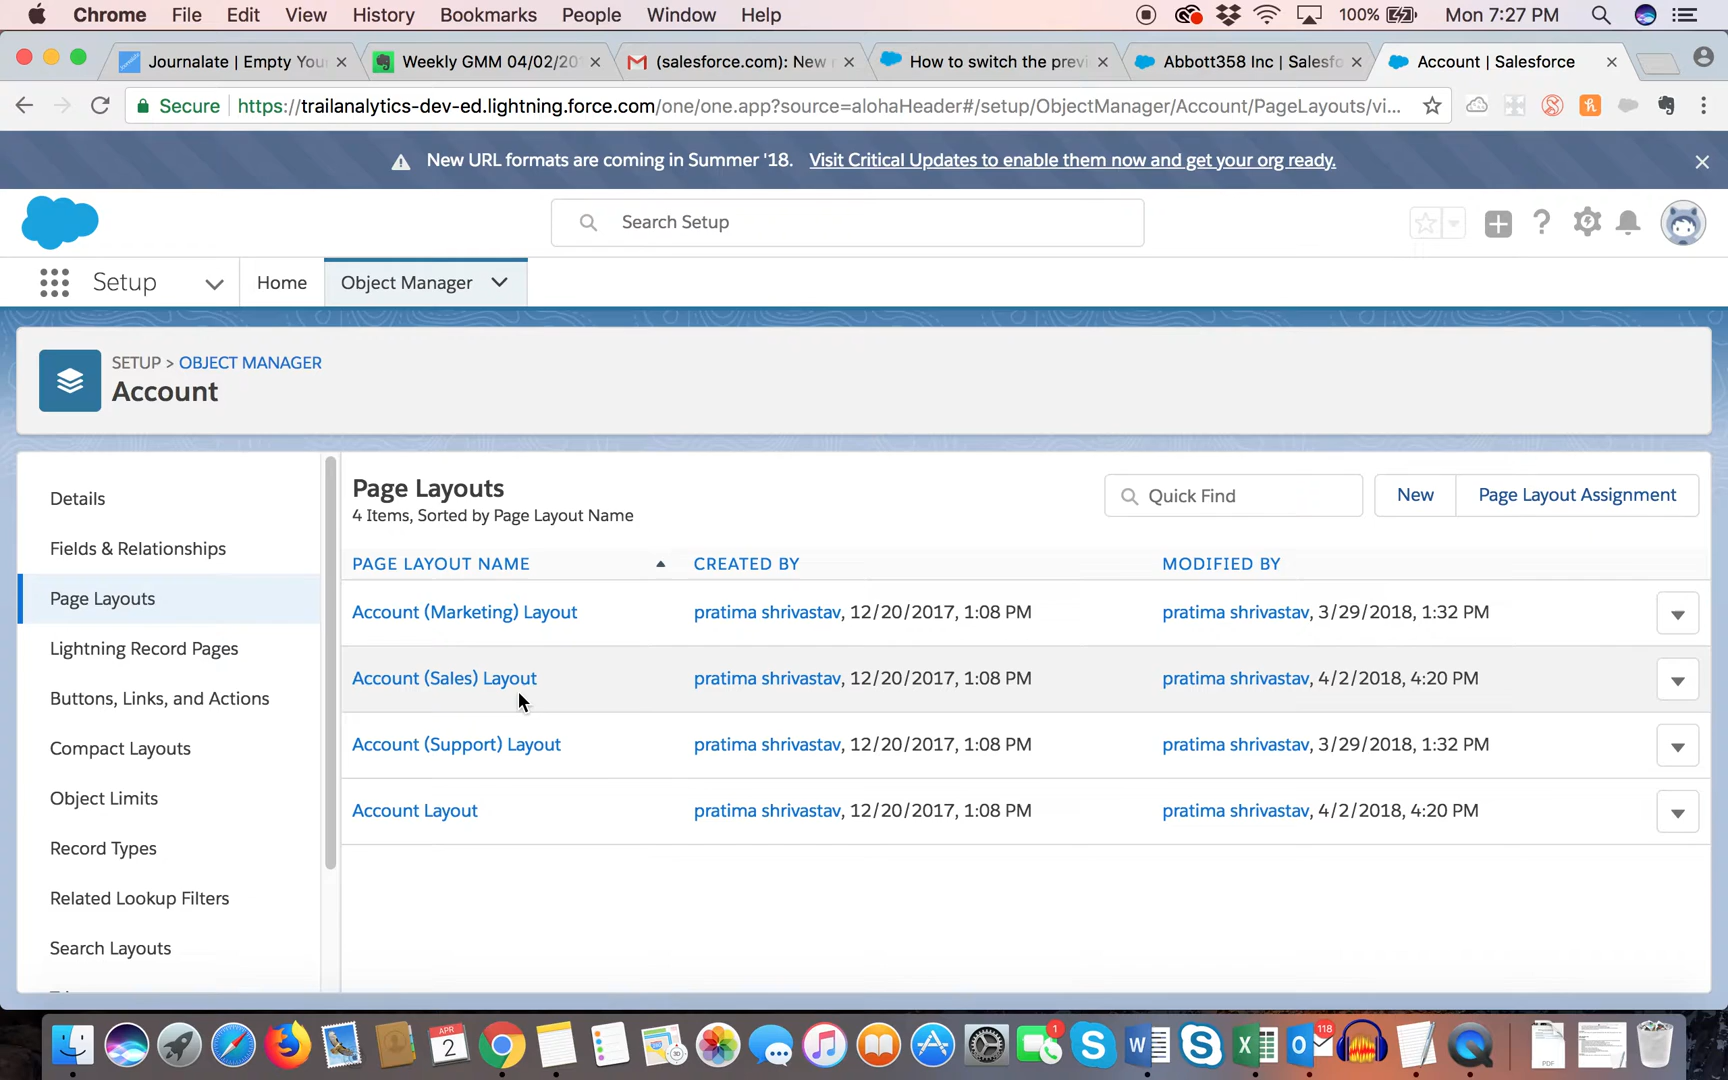 Chrome File Edit View History Bookmarks People Window Help 100% Mon 7:27 PM
Journalate | Empty You
Weekly GMM 04/02/20
(salesforce.com): New r
How to switch the previ
Abbott358 Inc | Salesfo
Account | Salesforce
Secure https://trailanalytics-dev-ed.lightning.force.com/one/one.app?source=alohaHeader#/setup/ObjectManager/Account/PageLayouts/vi...
New URL formats are coming in Summer '18. Visit Critical Updates to enable them now and get your org ready.
Search Setup
Setup Home Object Manager
SETUP > OBJECT MANAGER
Account
Details
Fields & Relationships
Page Layouts
Lightning Record Pages
Buttons, Links, and Actions
Compact Layouts
Object Limits
Record Types
Related Lookup Filters
Search Layouts
Page Layouts
4 Items, Sorted by Page Layout Name
Quick Find New Page Layout Assignment
PAGE LAYOUT NAME CREATED BY MODIFIED BY
Account (Marketing) Layout pratima shrivastav, 12/20/2017, 1:08 PM pratima shrivastav, 3/29/2018, 1:32 PM
Account (Sales) Layout pratima shrivastav, 12/20/2017, 1:08 PM pratima shrivastav, 4/2/2018, 4:20 PM
Account (Support) Layout pratima shrivastav, 12/20/2017, 1:08 PM pratima shrivastav, 3/29/2018, 1:32 PM
Account Layout pratima shrivastav, 12/20/2017, 1:08 PM pratima shrivastav, 4/2/2018, 4:20 PM
APR
2
1
118
PDF